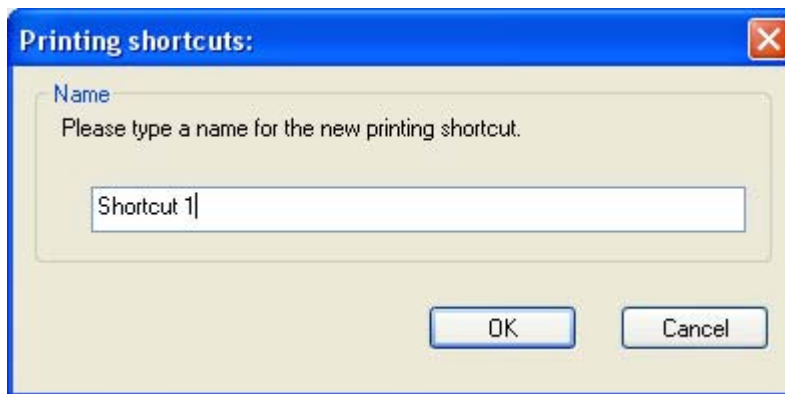 Printing shortcuts:
Name
Please type a name for the new printing shortcut.
Shortcut 1
OK
Cancel